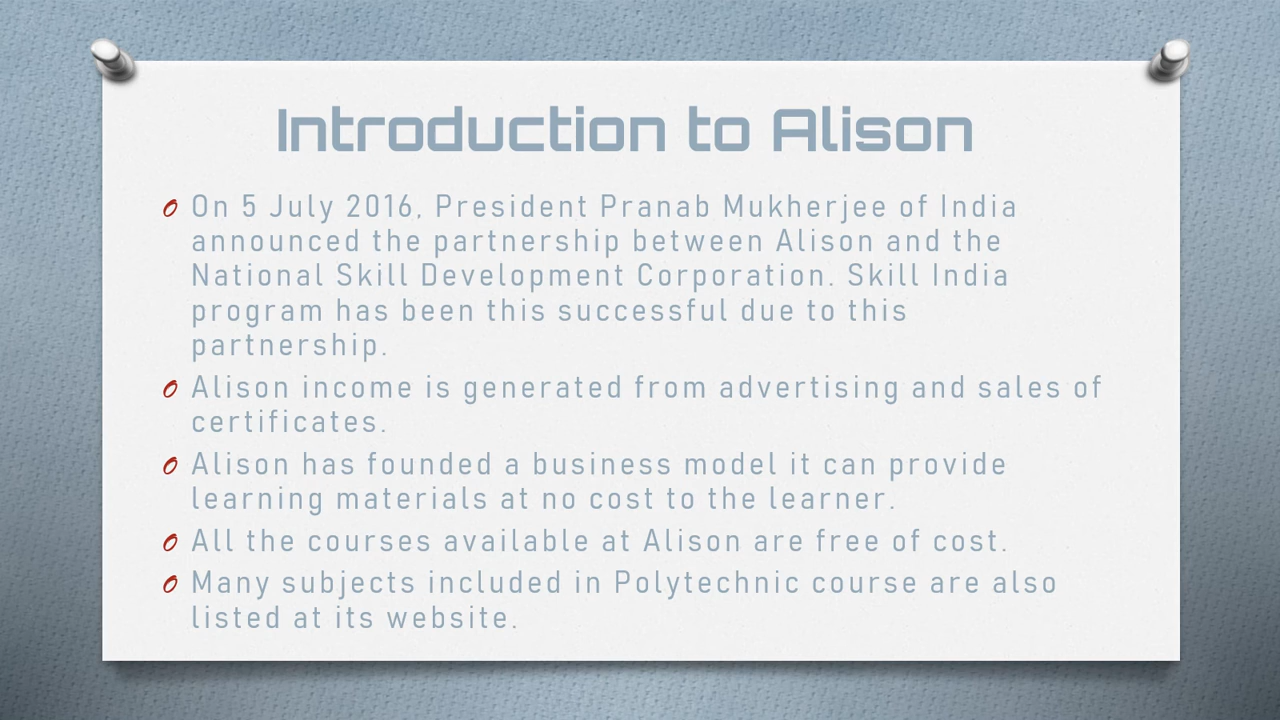 Introduction to Alison
On 5 July 2016, President Pranab Mukherjee of India
announced the partnership between Alison and the
National Skill Development Corporation. Skill India
program has been this successful due to this
partnership.
Alison income is generated from advertising and sales of
certificates.
Alison has founded a business model it can provide
learning materials at no cost to the learner.
All the courses available at Alison are free of cost.
Many subjects included in Polytechnic course are also
listed at its website.